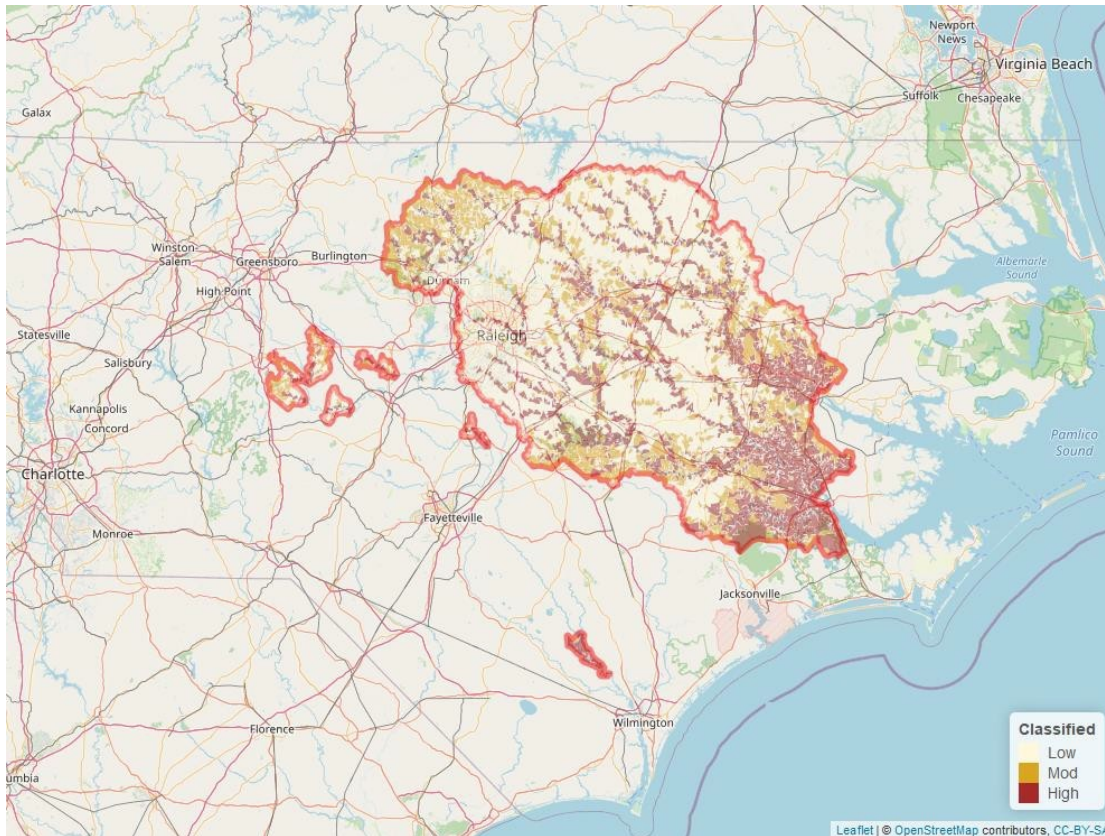 Newport
News
Virginia Beach
Suffolk
Chesapeake
Galax
Winston-
Salem
Greensboro
Burlington
High Point
Durham
Albemarle
Sound
Statesville
Raleigh
Salisbury
Kannapolis
Concord
Pamlico
Sound
Charlotte
Fayetteville
Monroe
Jacksonville
Wilmington
Florence
umbia
Classified
Low
Mod
High
Leaflet | © OpenStreetMap contributors, CC-BY-SA